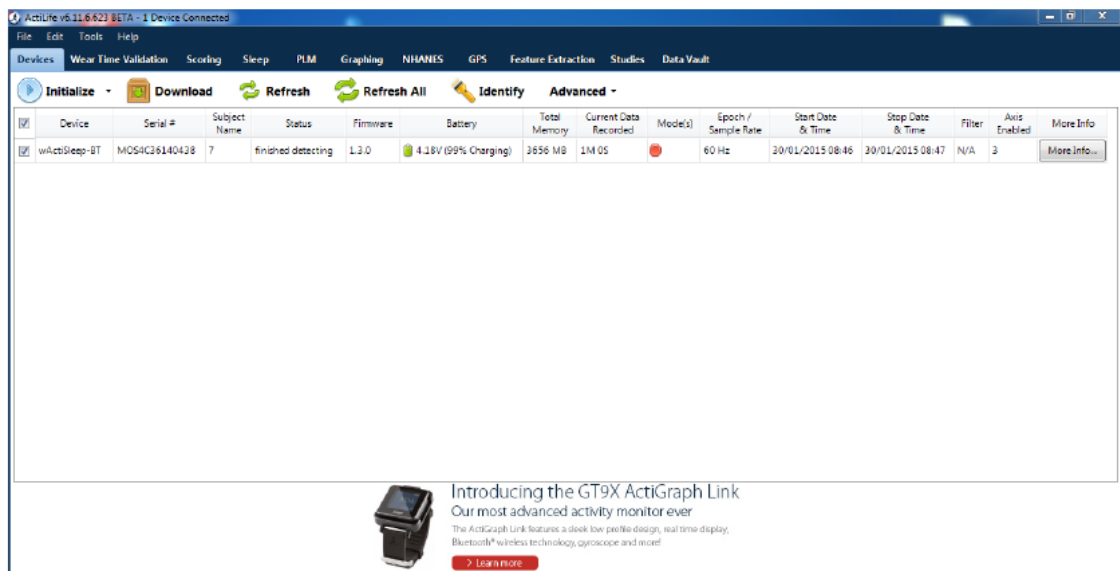 ActiLife v6.11.6.623 BETA - 1 Device Connected
File Edit Tools Help
Devices Wear Time Validation Scoring Sleep PLM Graphing NHANES GPS Feature Extraction Studies Data Vault
Initialize Download Refresh Refresh All Identify Advanced
Device Serial # Subject Name Status Firmware Battery Total Memory Current Data Recorded Mode(s) Epoch / Sample Rate Start Date & Time Stop Date & Time Filter Axis Enabled More Info
wActiSleep-BT MOS4C36140438 7 finished detecting 1.3.0 4.18V (99% Charging) 3656 MB 1M 0S 60 Hz 30/01/2015 08:46 30/01/2015 08:47 N/A 3 More Info...
Introducing the GT9X ActiGraph Link
Our most advanced activity monitor ever
The ActiGraph Link features a sleek low profile design, real time display,
Bluetooth® wireless technology, gyroscope and more!
> Learn more